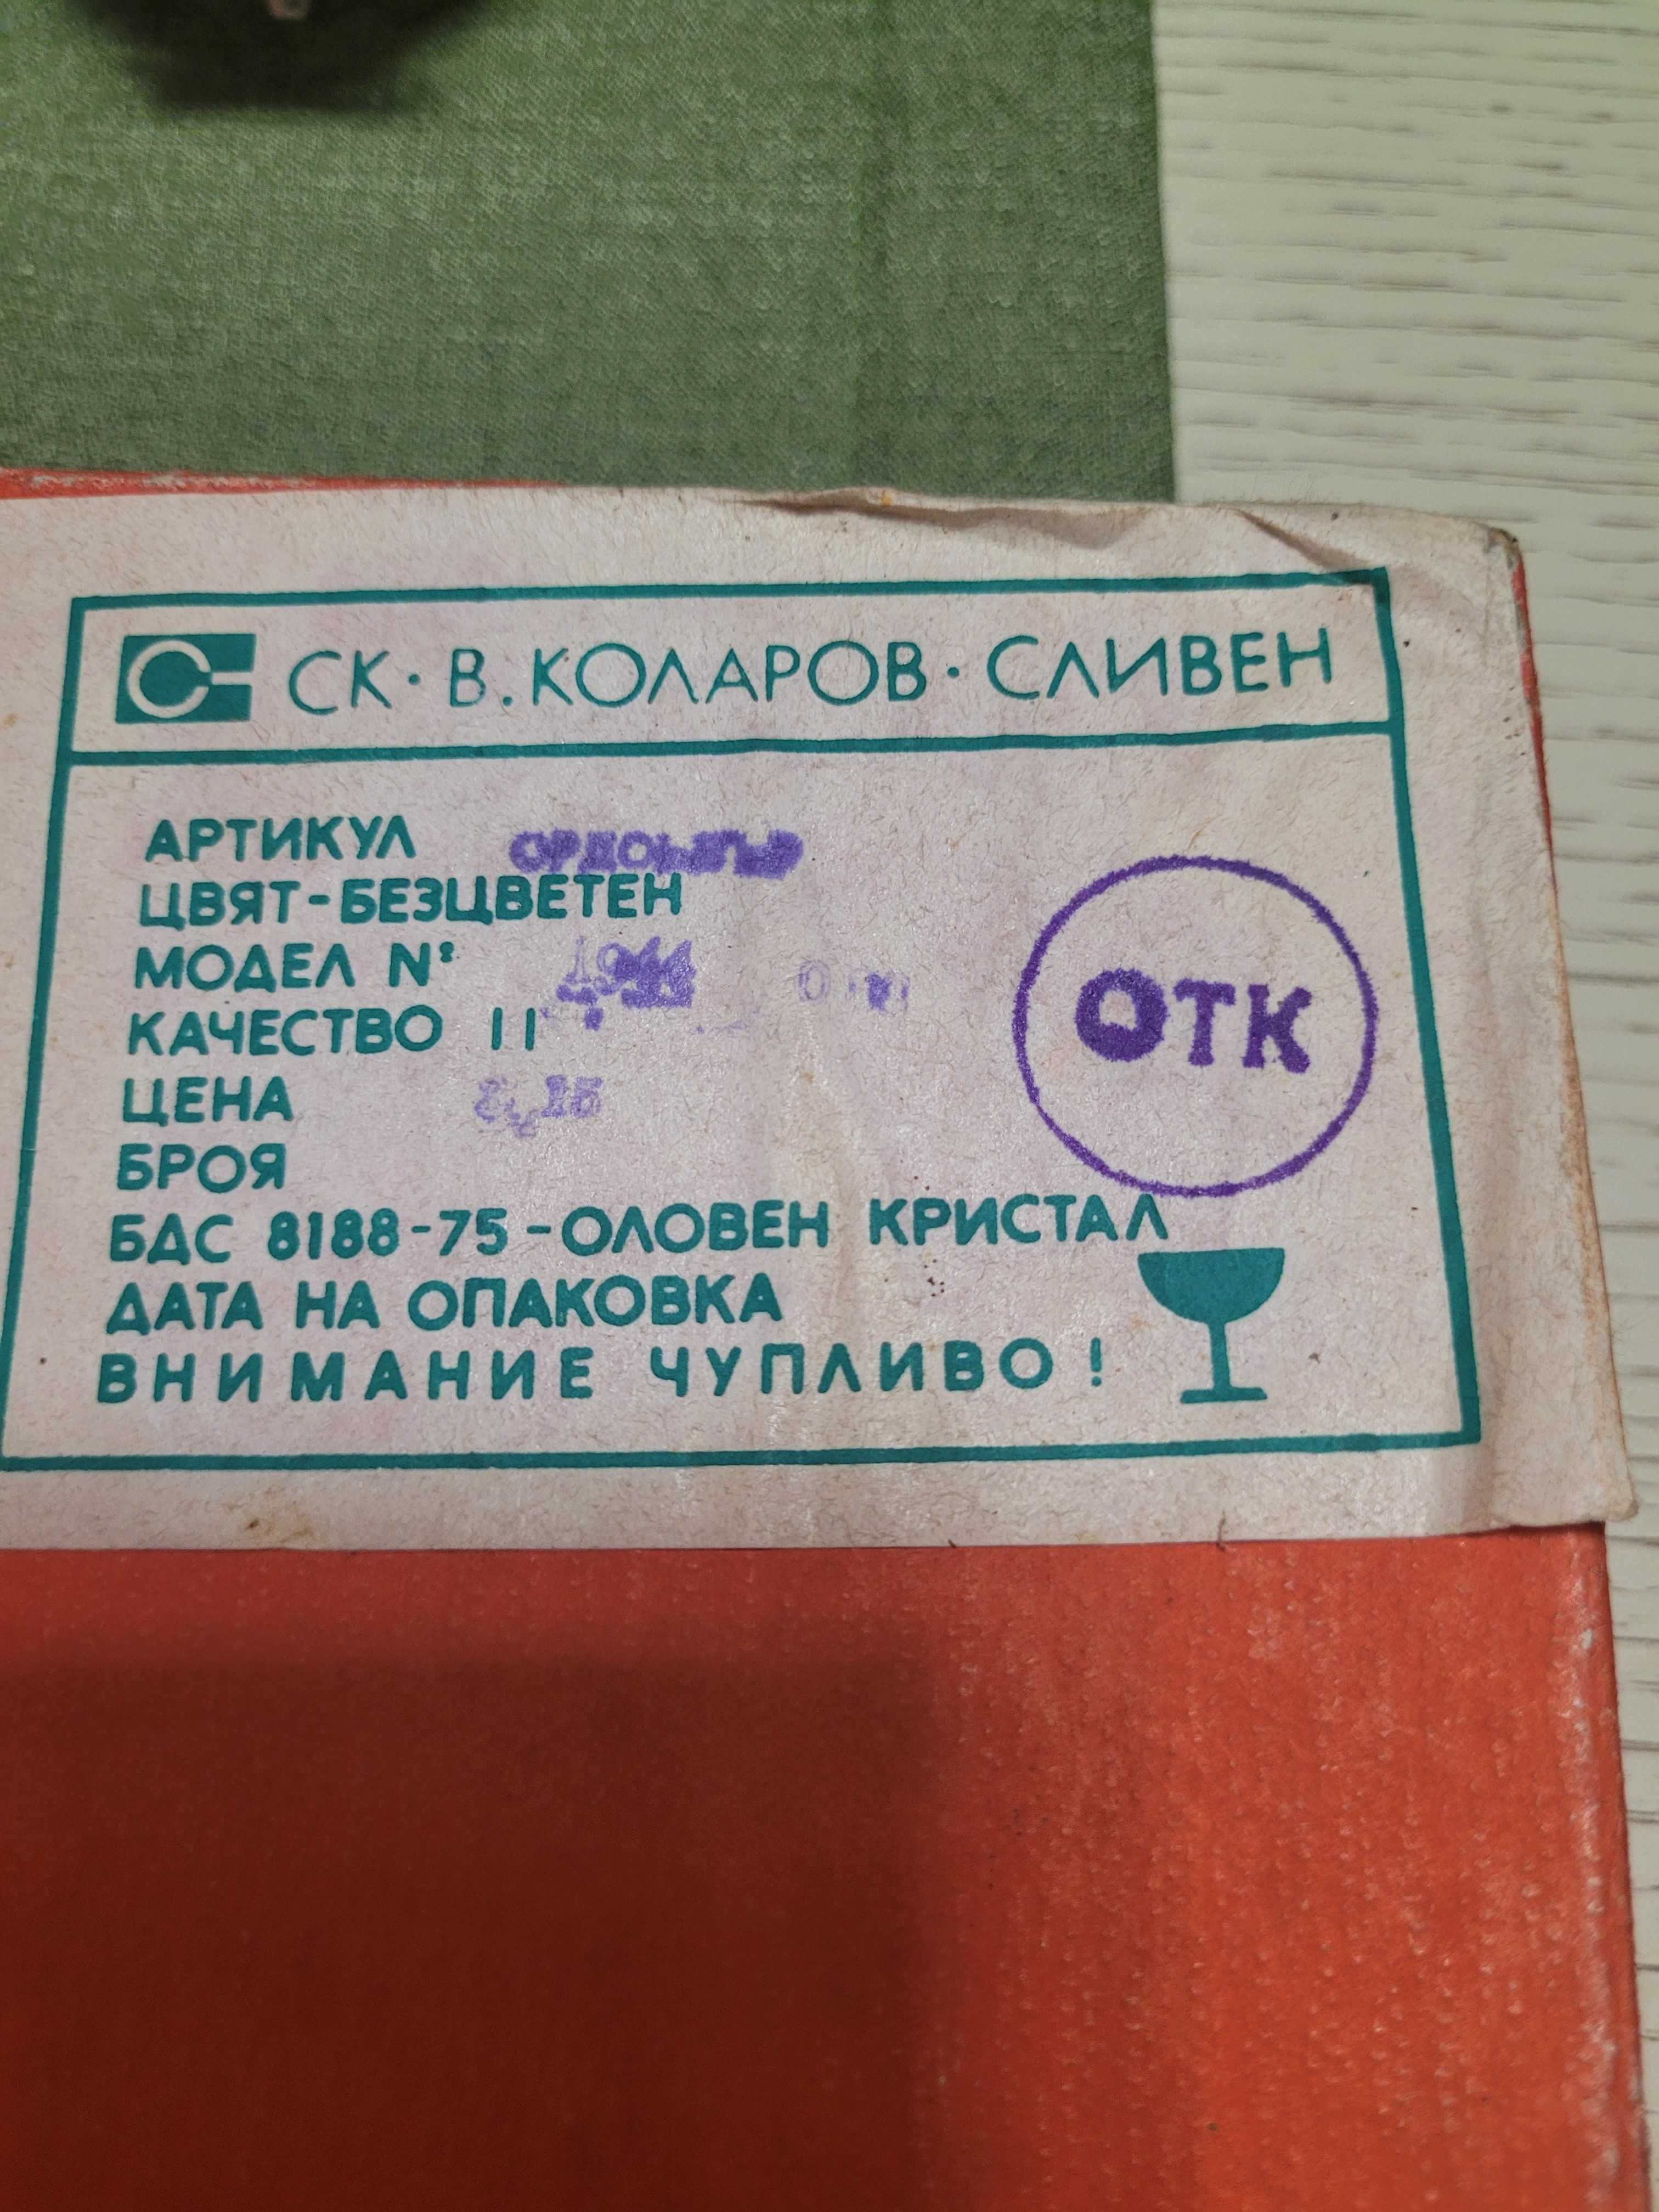 СК · В. КОЛАРОВ · СЛИВЕН
АРТИКУЛ
ЦВЯТ-БЕЗЦВЕТЕН
МОДЕЛ №
КАЧЕСТВО II
ЦЕНА
БРОЯ
БДС 8188-75-ОЛОВЕН КРИСТАЛ
ДАТА НА ОПАКОВКА
ВНИМАНИЕ ЧУПЛИВО!
ОТК